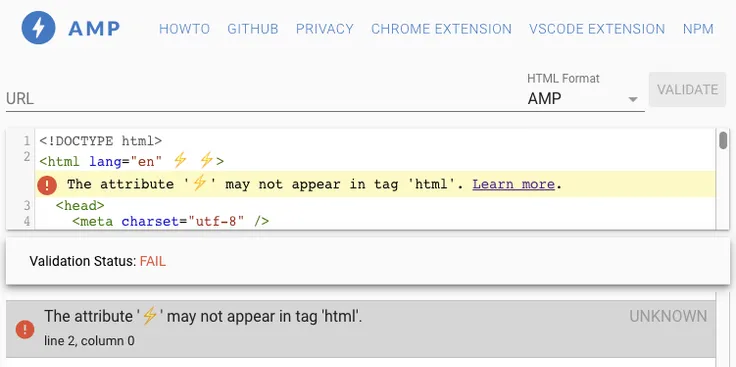 AMP HOWTO GITHUB PRIVACY CHROME EXTENSION VSCODE EXTENSION NPM
HTML Format
URL AMP VALIDATE
1 <!DOCTYPE html>
2 <html lang="en" ⚡ ⚡>
The attribute '⚡' may not appear in tag 'html'. Learn more.
3 <head>
4 <meta charset="utf-8" />
Validation Status: FAIL
The attribute '⚡' may not appear in tag 'html'. UNKNOWN
line 2, column 0